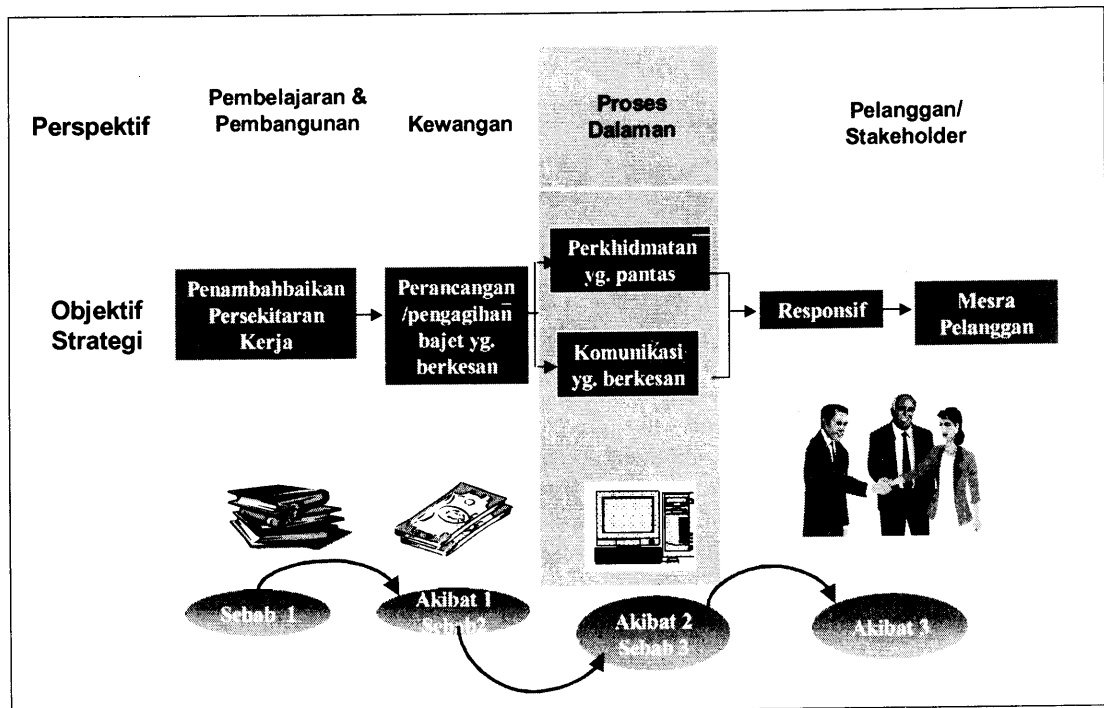 Perspektif
Pembelajaran &
Pembangunan
Kewangan
Proses
Dalaman
Pelanggan/
Stakeholder
Objektif
Strategi
Penambahbaikan
Persekitaran
Kerja
Perancangan
/pengagihan
bajet yg.
berkesan
Perkhidmatan
yg. pantas
Komunikasi
yg. berkesan
Responsif
Mesra
Pelanggan
Sebab 1
Akibat 1
Sebab2
Akibat 2
Sebab 3
Akibat 3